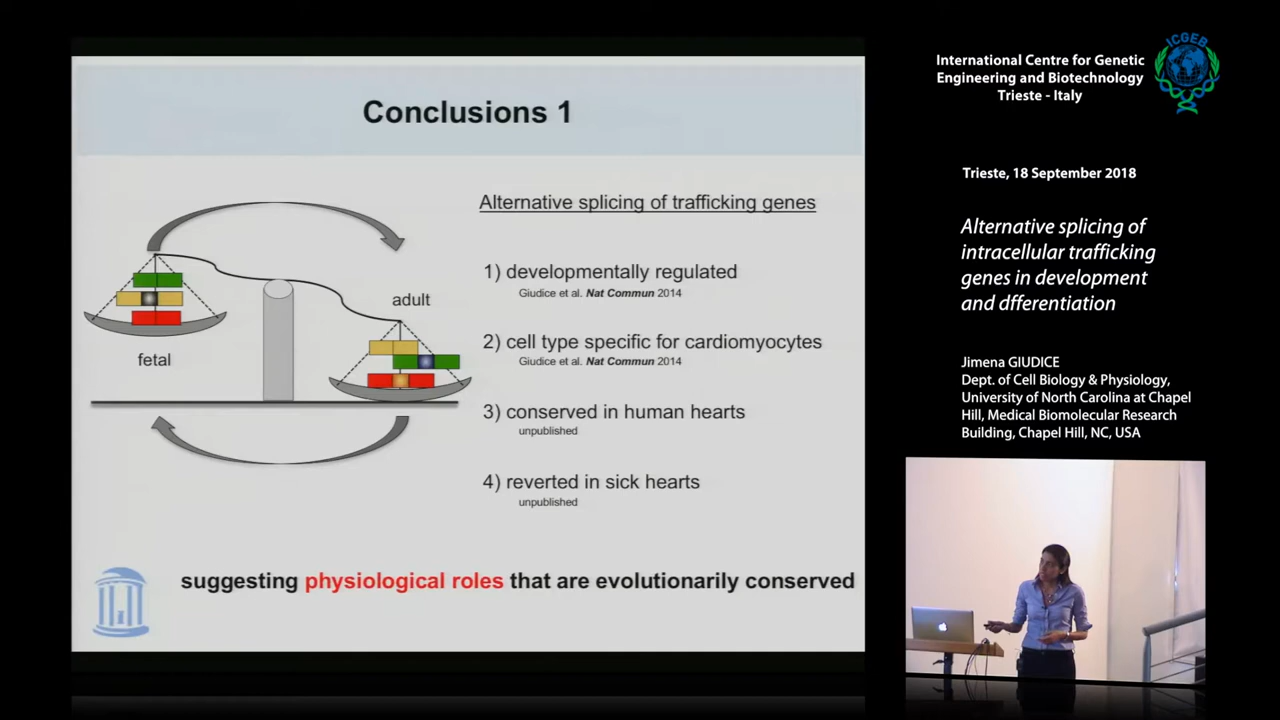 Conclusions 1
fetal
adult
Alternative splicing of trafficking genes
1) developmentally regulated
Giudice et al. Nat Commun 2014
2) cell type specific for cardiomyocytes
Giudice et al. Nat Commun 2014
3) conserved in human hearts
unpublished
4) reverted in sick hearts
unpublished
suggesting physiological roles that are evolutionarily conserved
International Centre for Genetic
Engineering and Biotechnology
Trieste - Italy
ICGEB
Trieste, 18 September 2018
Alternative splicing of
intracellular trafficking
genes in development
and dfferentiation
Jimena GIUDICE
Dept. of Cell Biology & Physiology,
University of North Carolina at Chapel
Hill, Medical Biomolecular Research
Building, Chapel Hill, NC, USA